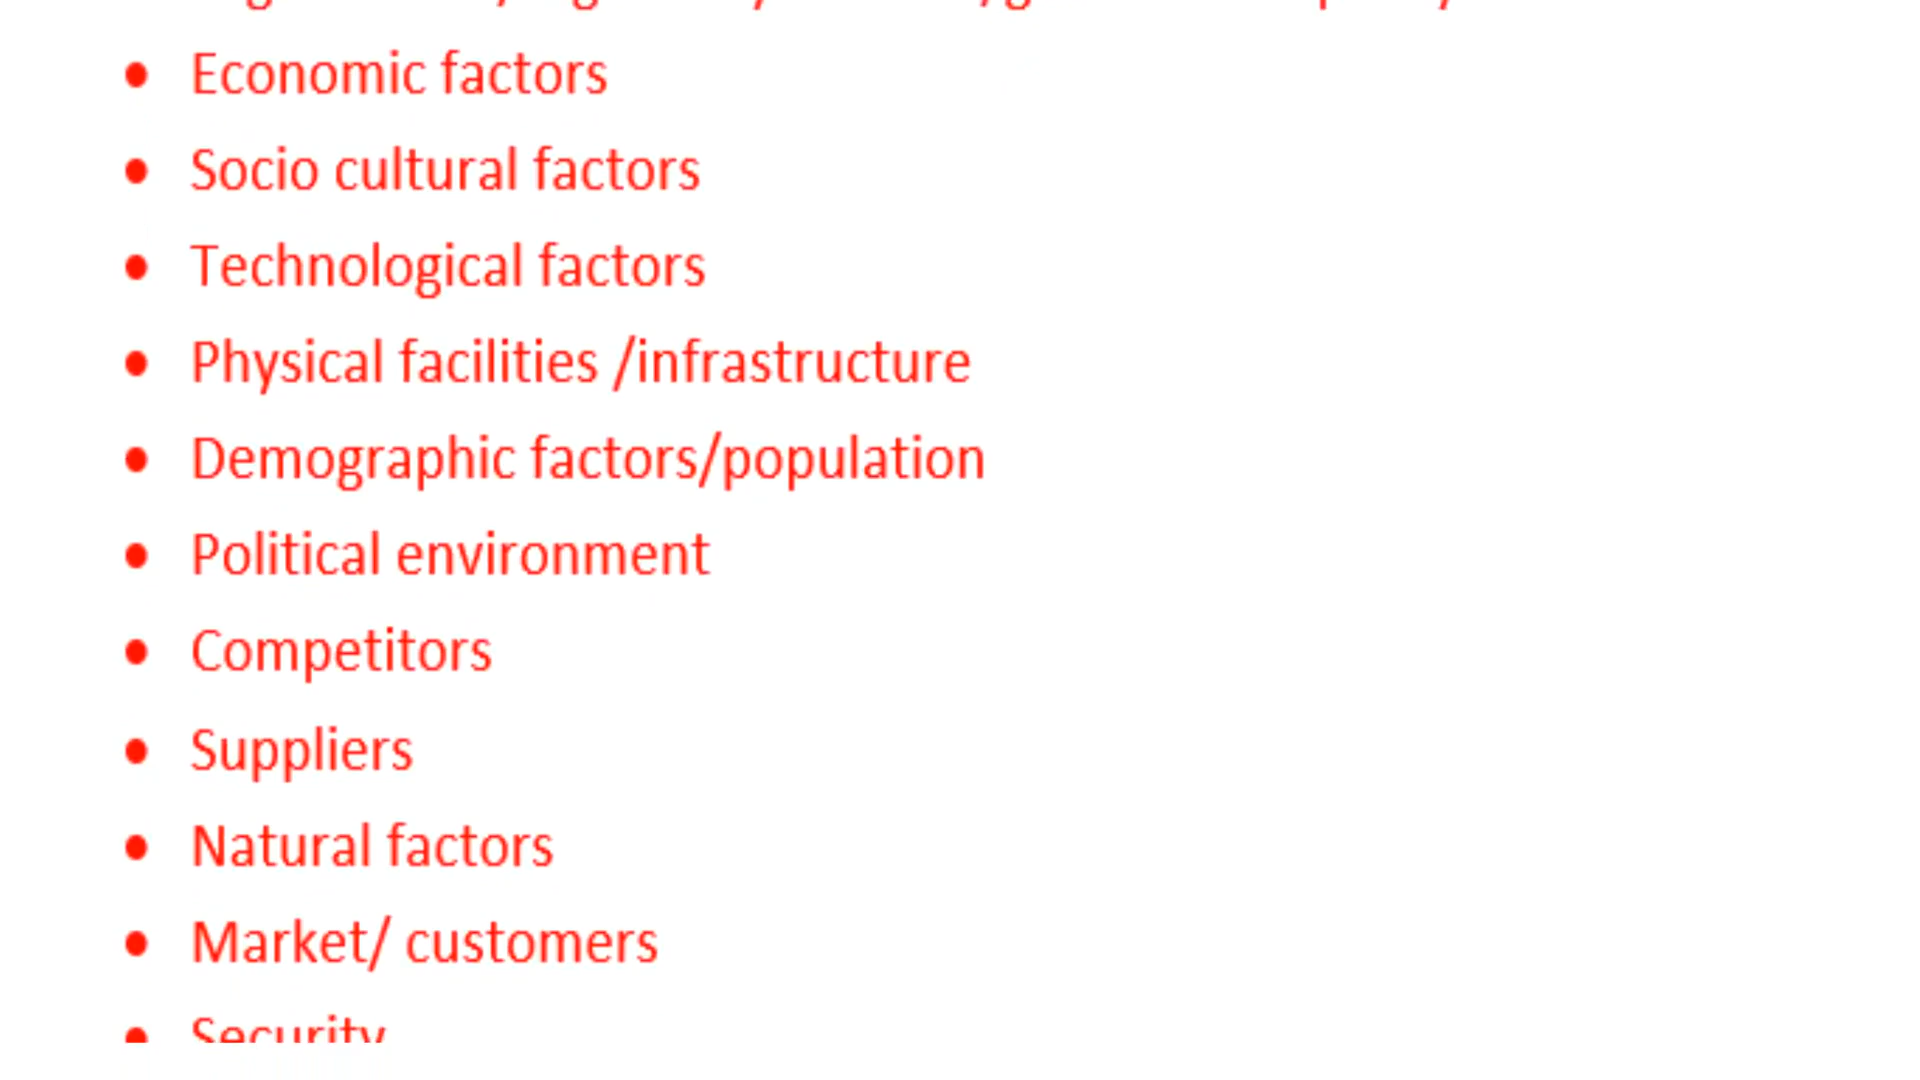 • Economic factors
• Socio cultural factors
• Technological factors
• Physical facilities /infrastructure
• Demographic factors/population
• Political environment
• Competitors
• Suppliers
• Natural factors
• Market/ customers
• Security